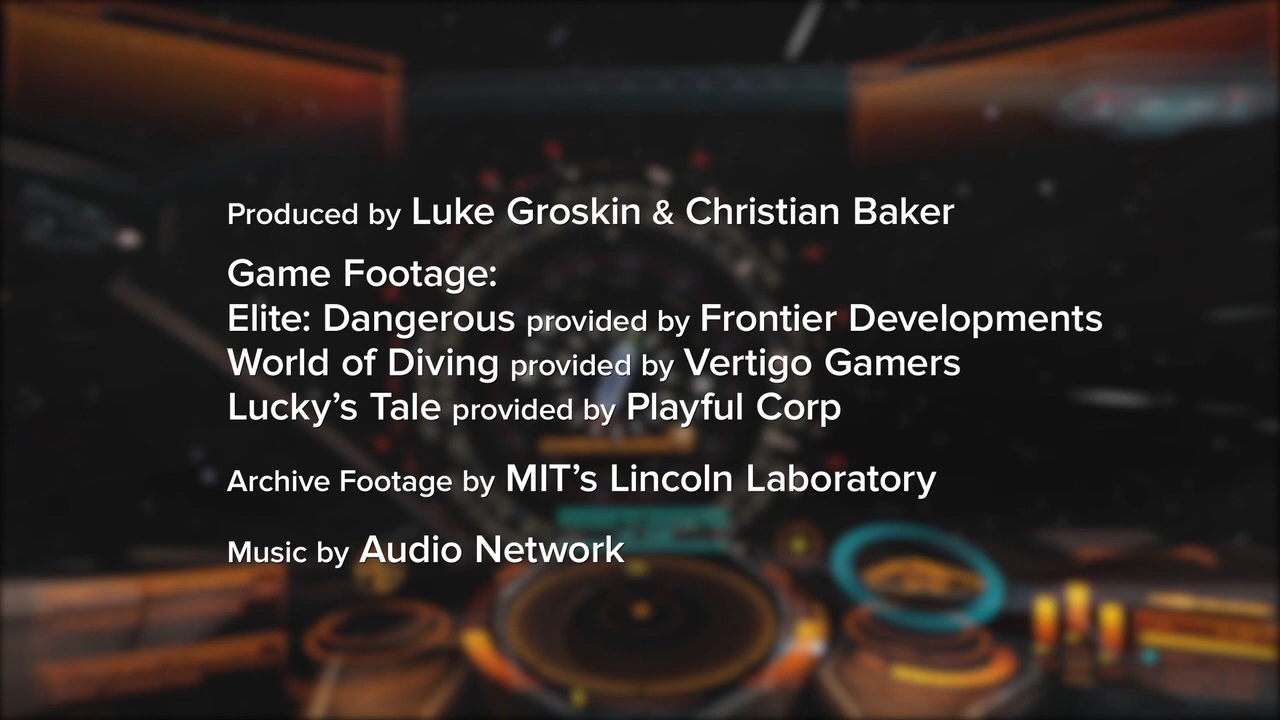 Produced by Luke Groskin & Christian Baker
Game Footage:
Elite: Dangerous provided by Frontier Developments
World of Diving provided by Vertigo Gamers
Lucky’s Tale provided by Playful Corp
Archive Footage by MIT’s Lincoln Laboratory
Music by Audio Network